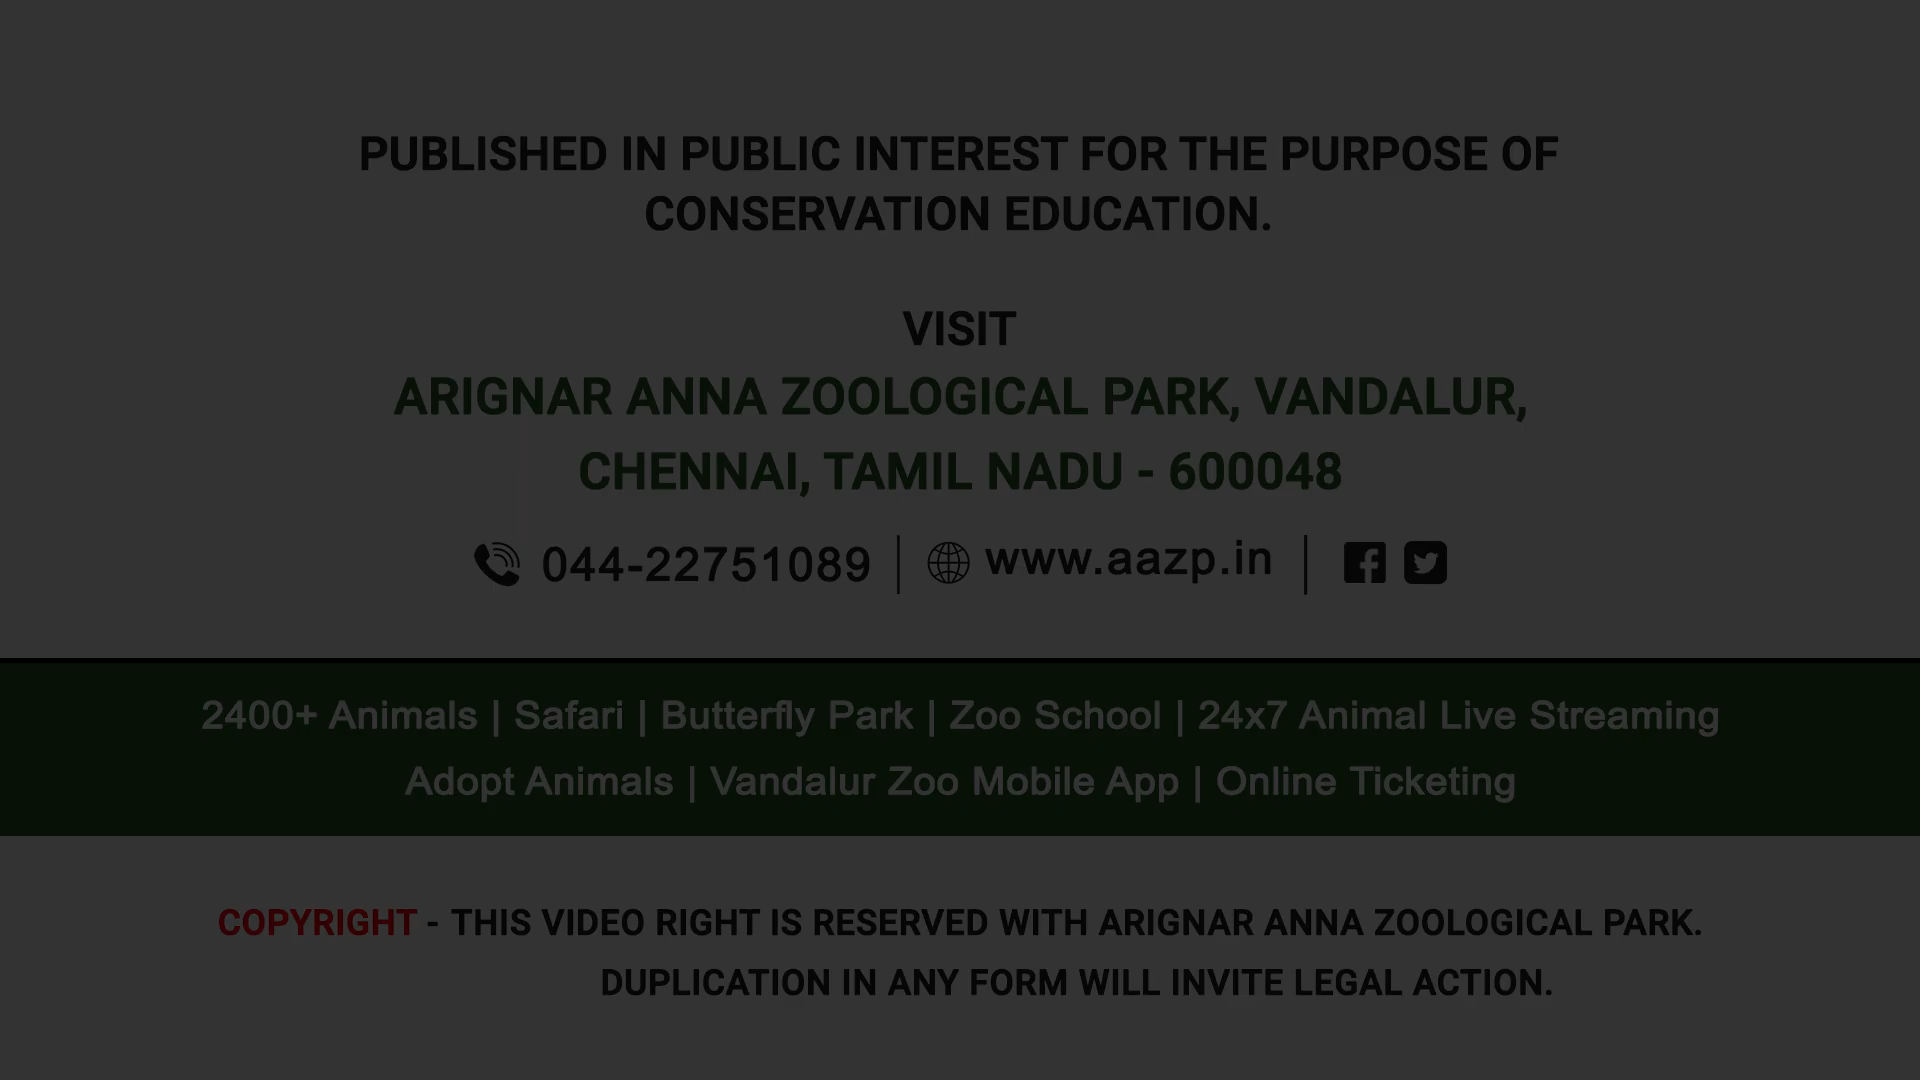 PUBLISHED IN PUBLIC INTEREST FOR THE PURPOSE OF
CONSERVATION EDUCATION.
VISIT
ARIGNAR ANNA ZOOLOGICAL PARK, VANDALUR,
CHENNAI, TAMIL NADU - 600048
044-22751089 | www.aazp.in |
2400+ Animals | Safari | Butterfly Park | Zoo School | 24x7 Animal Live Streaming
Adopt Animals | Vandalur Zoo Mobile App | Online Ticketing
COPYRIGHT - THIS VIDEO RIGHT IS RESERVED WITH ARIGNAR ANNA ZOOLOGICAL PARK.
DUPLICATION IN ANY FORM WILL INVITE LEGAL ACTION.